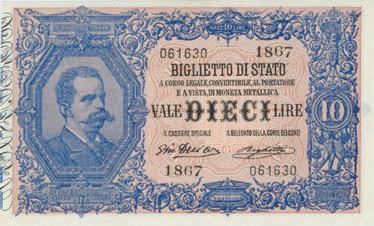 061630 1867
BIGLIETTO DI STATO
A CORSO LEGALE, CONVERTIBILE, AL PORTATORE
E A VISTA, IN MONETA METALLICA
VALE DIECI LIRE 10
IL CASSIERE SPECIALE IL DELEGATO DELLA CORTE DEI CONTI
1867 061630